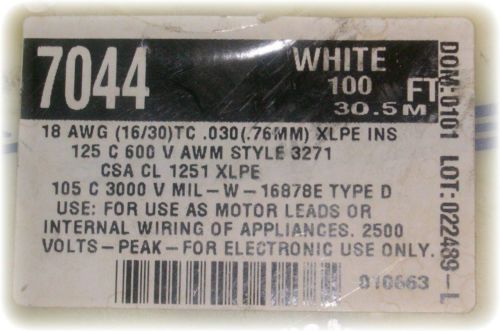 7044 WHITE
100 FT
30.5M
18 AWG (16/30)TC .030(.76MM) XLPE INS
125 C 600 V AWM STYLE 3271
CSA CL 1251 XLPE
105 C 3000 V MIL-W-16878E TYPE D
USE: FOR USE AS MOTOR LEADS OR
INTERNAL WIRING OF APPLIANCES. 2500
VOLTS-PEAK-FOR ELECTRONIC USE ONLY.
010663
DOM:0101 LOT: 022489-L